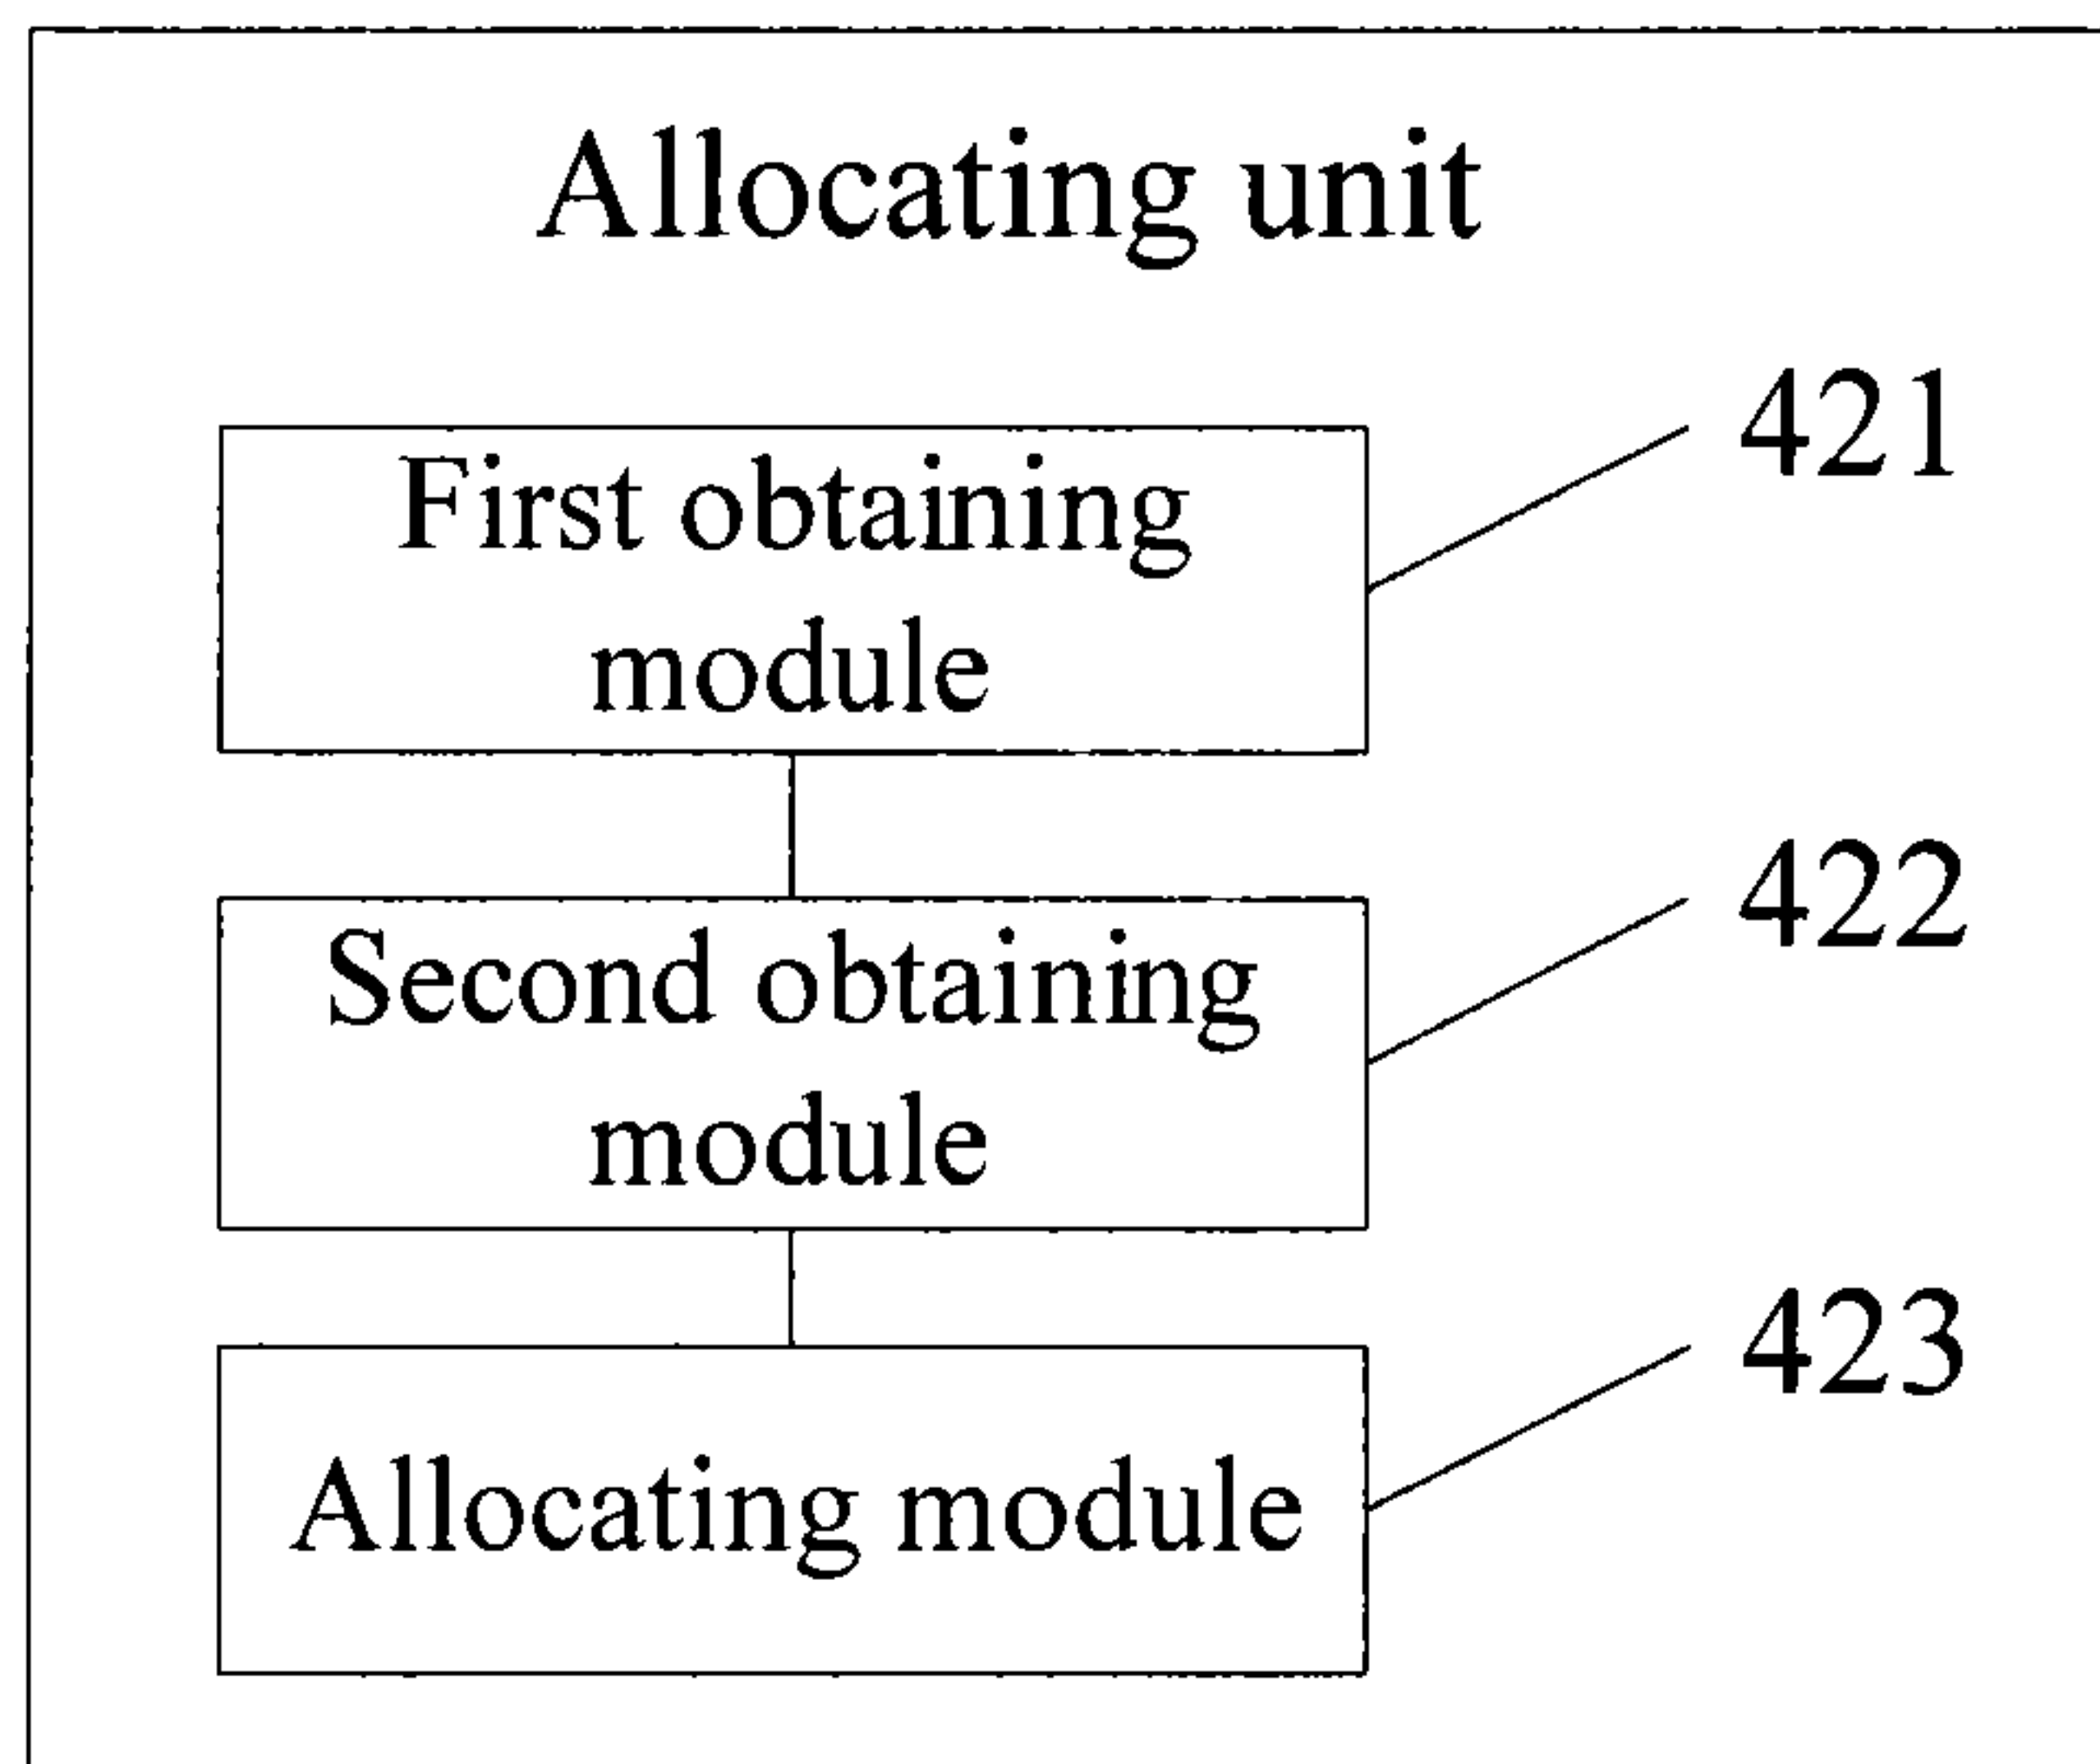 Allocating unit
421
First obtaining
module
422
Second obtaining
module
423
Allocating module